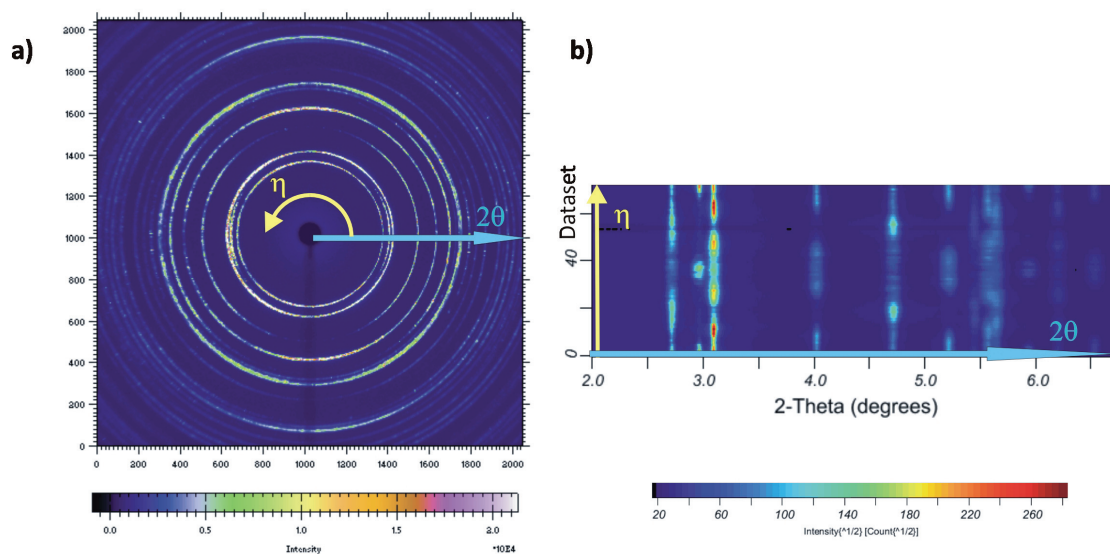 a)
2000
1800
1600
1400
1200
1000
800
600
400
200
0
η
2θ
0 200 400 600 800 1000 1200 1400 1600 1800 2000
0.0 0.5 1.0 1.5 2.0
Intensity *10E4
b)
Dataset
η
40
0
2θ
2.0 3.0 4.0 5.0 6.0
2-Theta (degrees)
20 60 100 140 180 220 260
Intensity{^1/2} [Count{^1/2}]